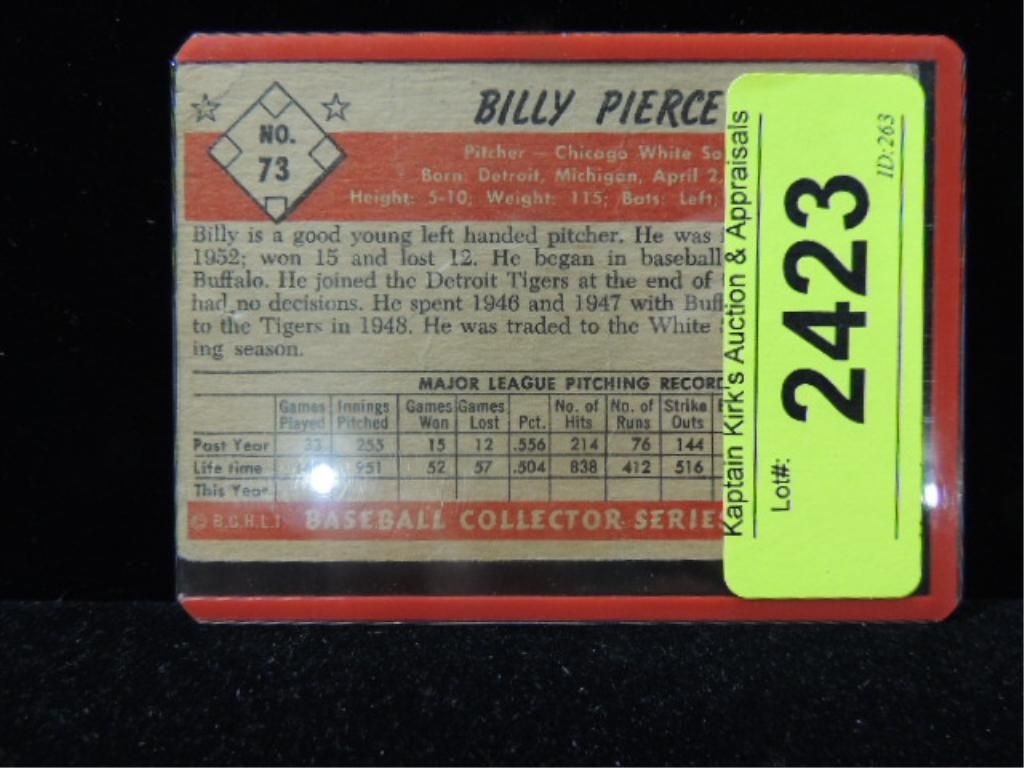 NO.
73
BILLY PIERCE
Pitcher — Chicago White So
Born: Detroit, Michigan, April 2,
Height: 5-10; Weight: 115; Bats: Left;
Billy is a good young left handed pitcher. He was
1952; won 15 and lost 12. He began in baseball
Buffalo. He joined the Detroit Tigers at the end of
had no decisions. He spent 1946 and 1947 with Buff
to the Tigers in 1948. He was traded to the White
ing season.
MAJOR LEAGUE PITCHING RECORD
Games Played Innings Pitched Games Won Games Lost Pct. No. of Hits No. of Runs Strike Outs
Past Year 33 255 15 12 .556 214 76 144
Life time 951 52 57 .504 838 412 516
This Year
© B.G.H.L.I. BASEBALL COLLECTOR SERIE
Kaptain Kirk's Auction & Appraisals
Lot#: 2423
ID:263